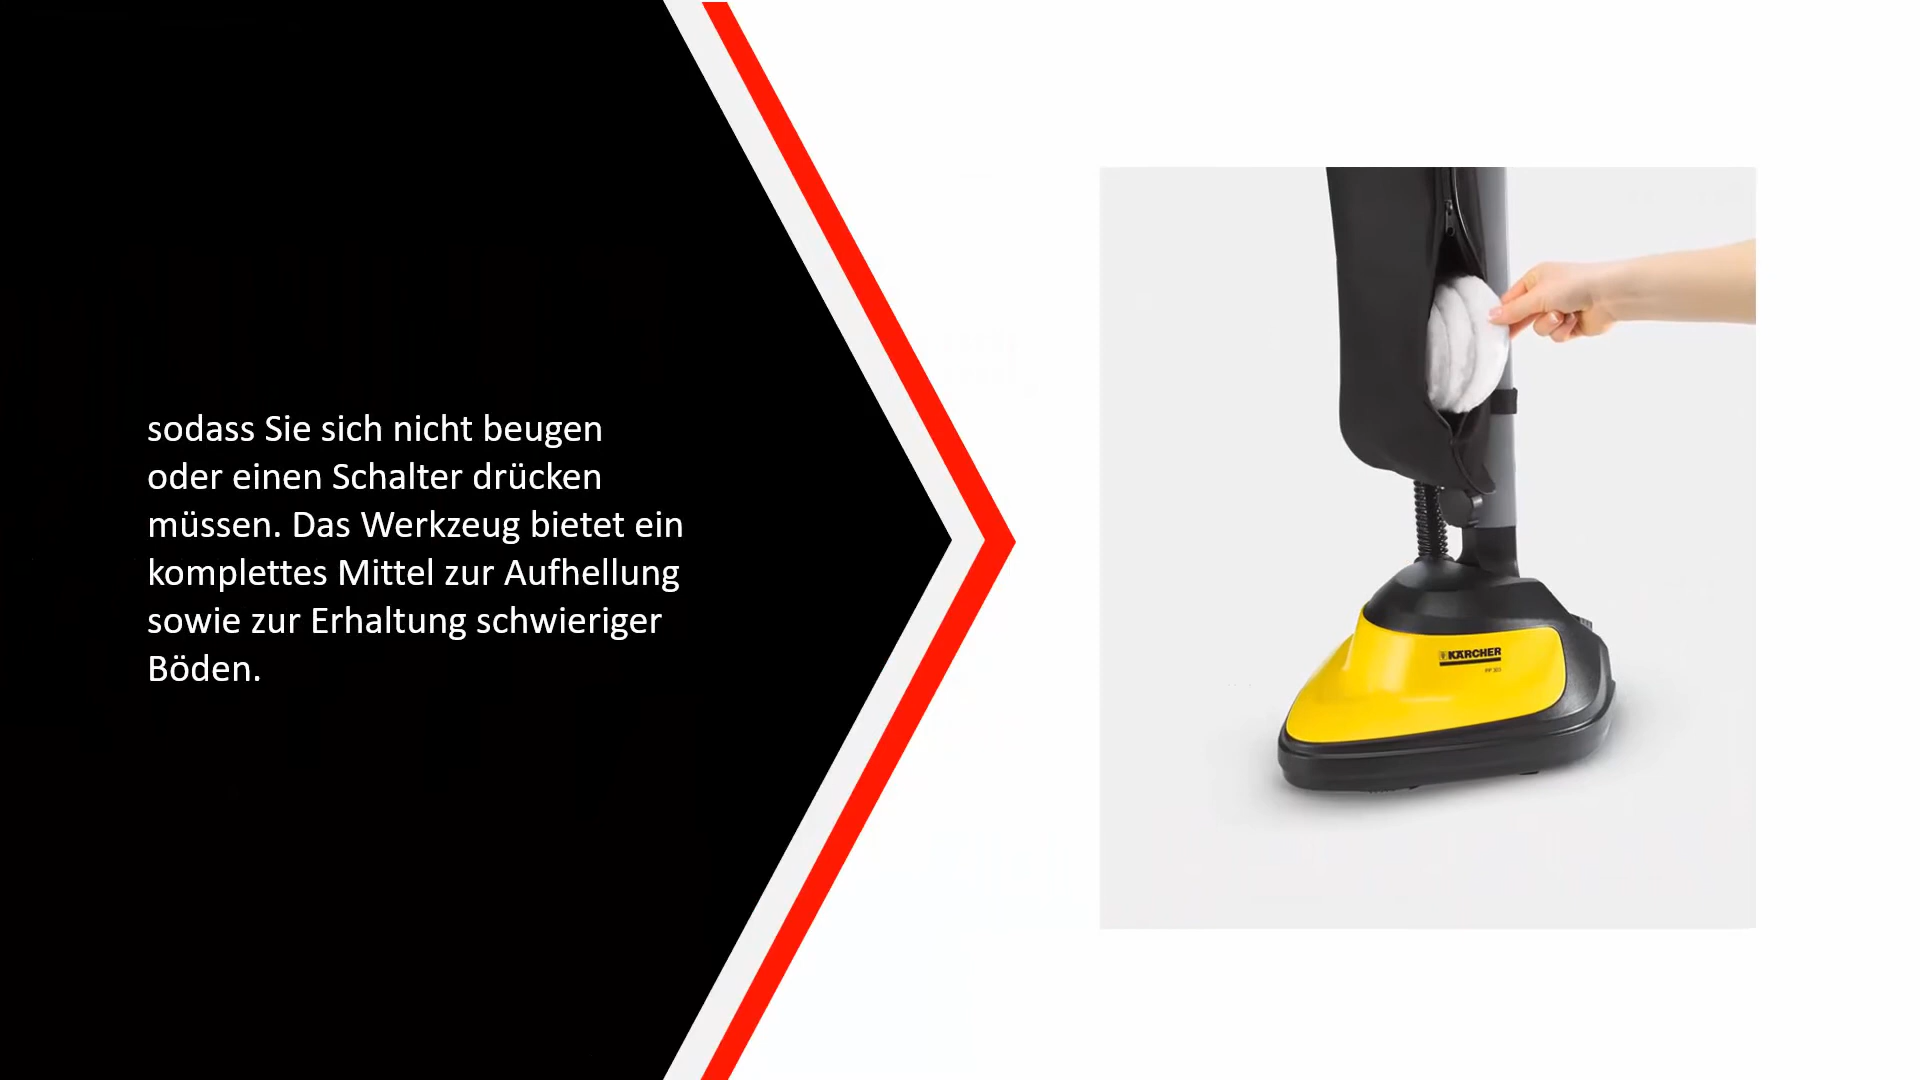 sodass Sie sich nicht beugen
oder einen Schalter drücken
müssen. Das Werkzeug bietet ein
komplettes Mittel zur Aufhellung
sowie zur Erhaltung schwieriger
Böden.
KÄRCHER